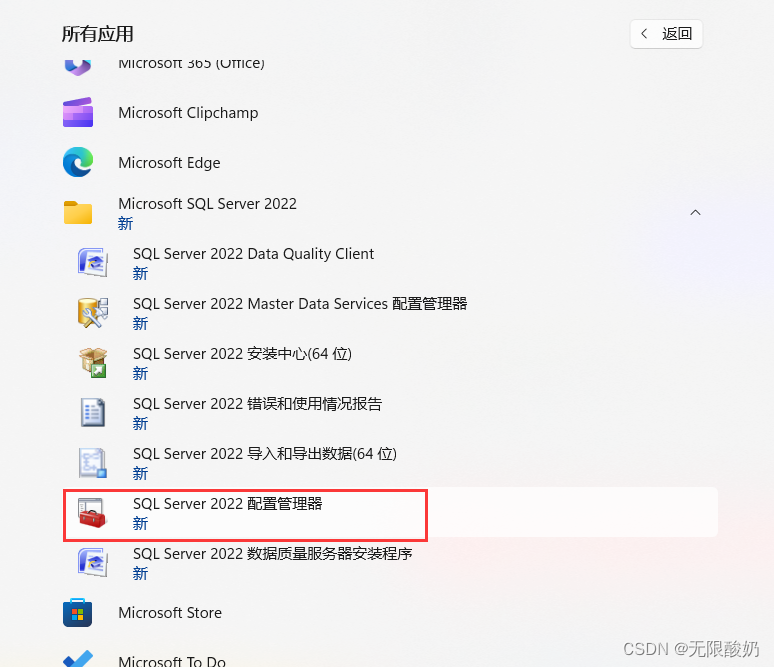 所有应用
返回
Microsoft 365 (Office)
Microsoft Clipchamp
Microsoft Edge
Microsoft SQL Server 2022
新
SQL Server 2022 Data Quality Client
新
SQL Server 2022 Master Data Services 配置管理器
新
SQL Server 2022 安装中心(64 位)
新
SQL Server 2022 错误和使用情况报告
新
SQL Server 2022 导入和导出数据(64 位)
新
SQL Server 2022 配置管理器
新
SQL Server 2022 数据质量服务器安装程序
新
Microsoft Store
Microsoft To Do
CSDN @无限酸奶